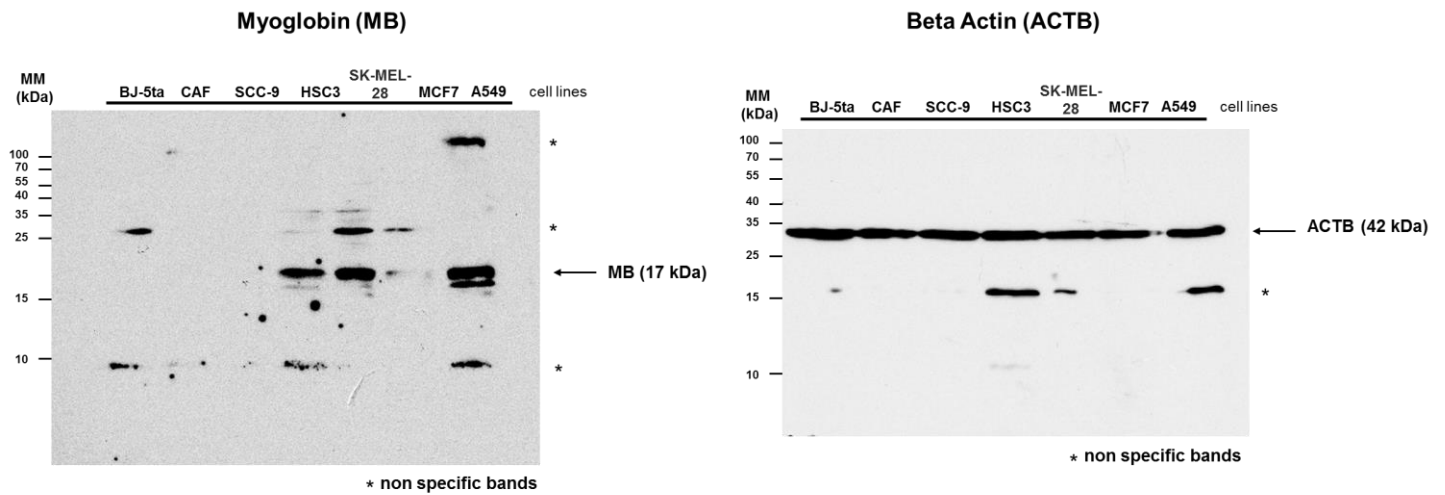 Myoglobin (MB)
MM
(kDa)
BJ-5ta CAF SCC-9 HSC3 SK-MEL-28 MCF7 A549 cell lines
100
70
55
40
35
25
15
10
*
*
MB (17 kDa)
*
* non specific bands
Beta Actin (ACTB)
MM
(kDa)
BJ-5ta CAF SCC-9 HSC3 SK-MEL-28 MCF7 A549 cell lines
100
70
55
40
35
25
15
10
ACTB (42 kDa)
*
* non specific bands